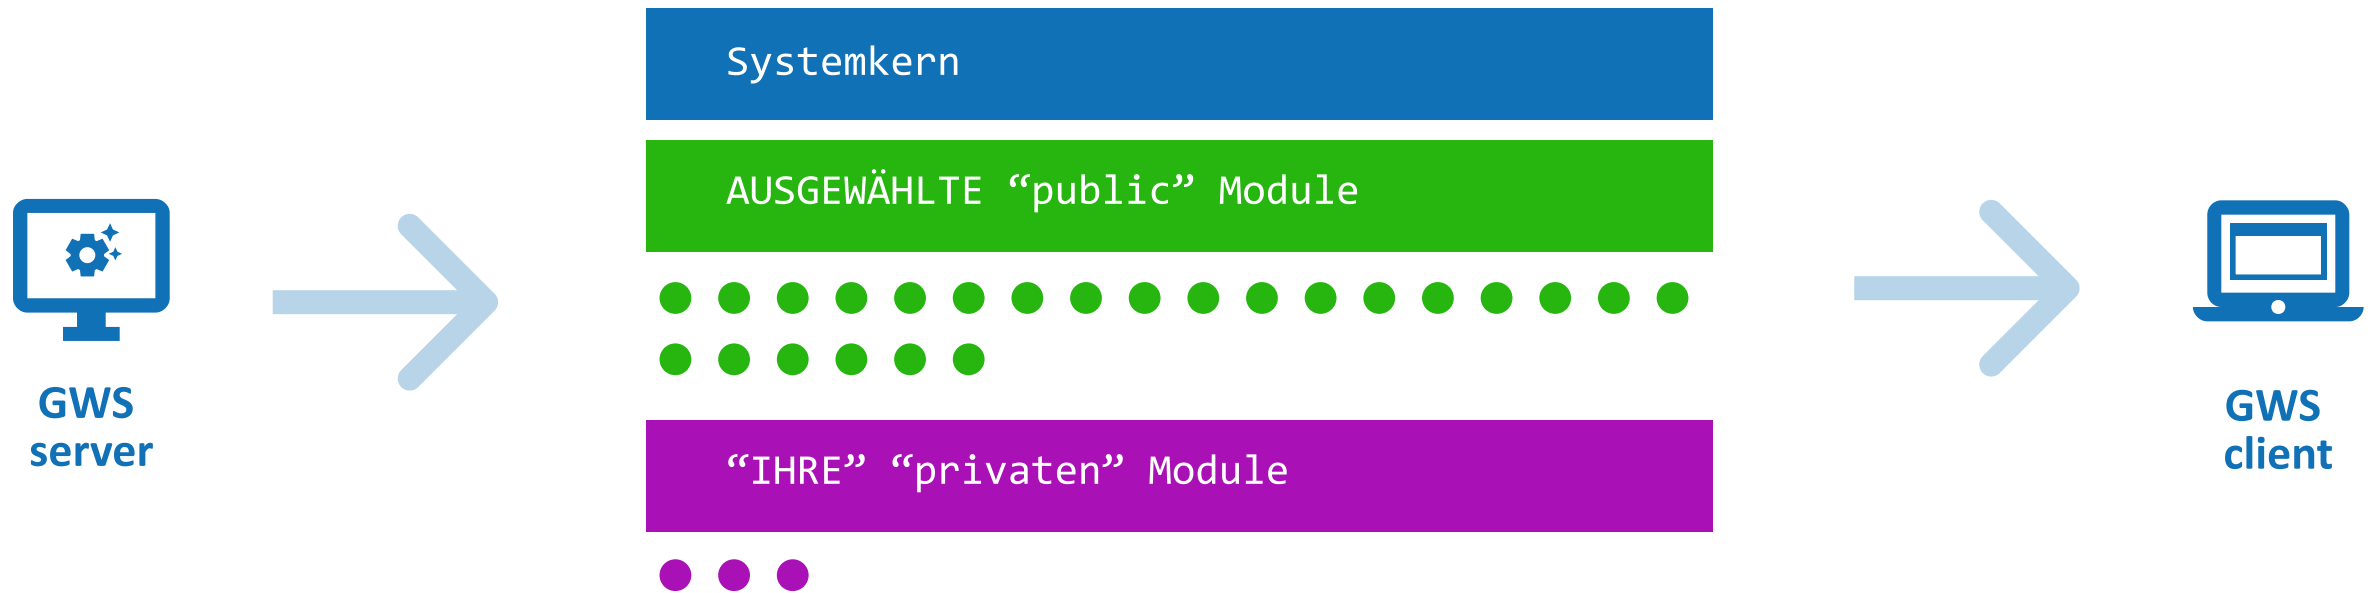 Systemkern
AUSGEWÄHLTE “public” Module
GWS
server
“IHRE” “privaten” Module
GWS
client